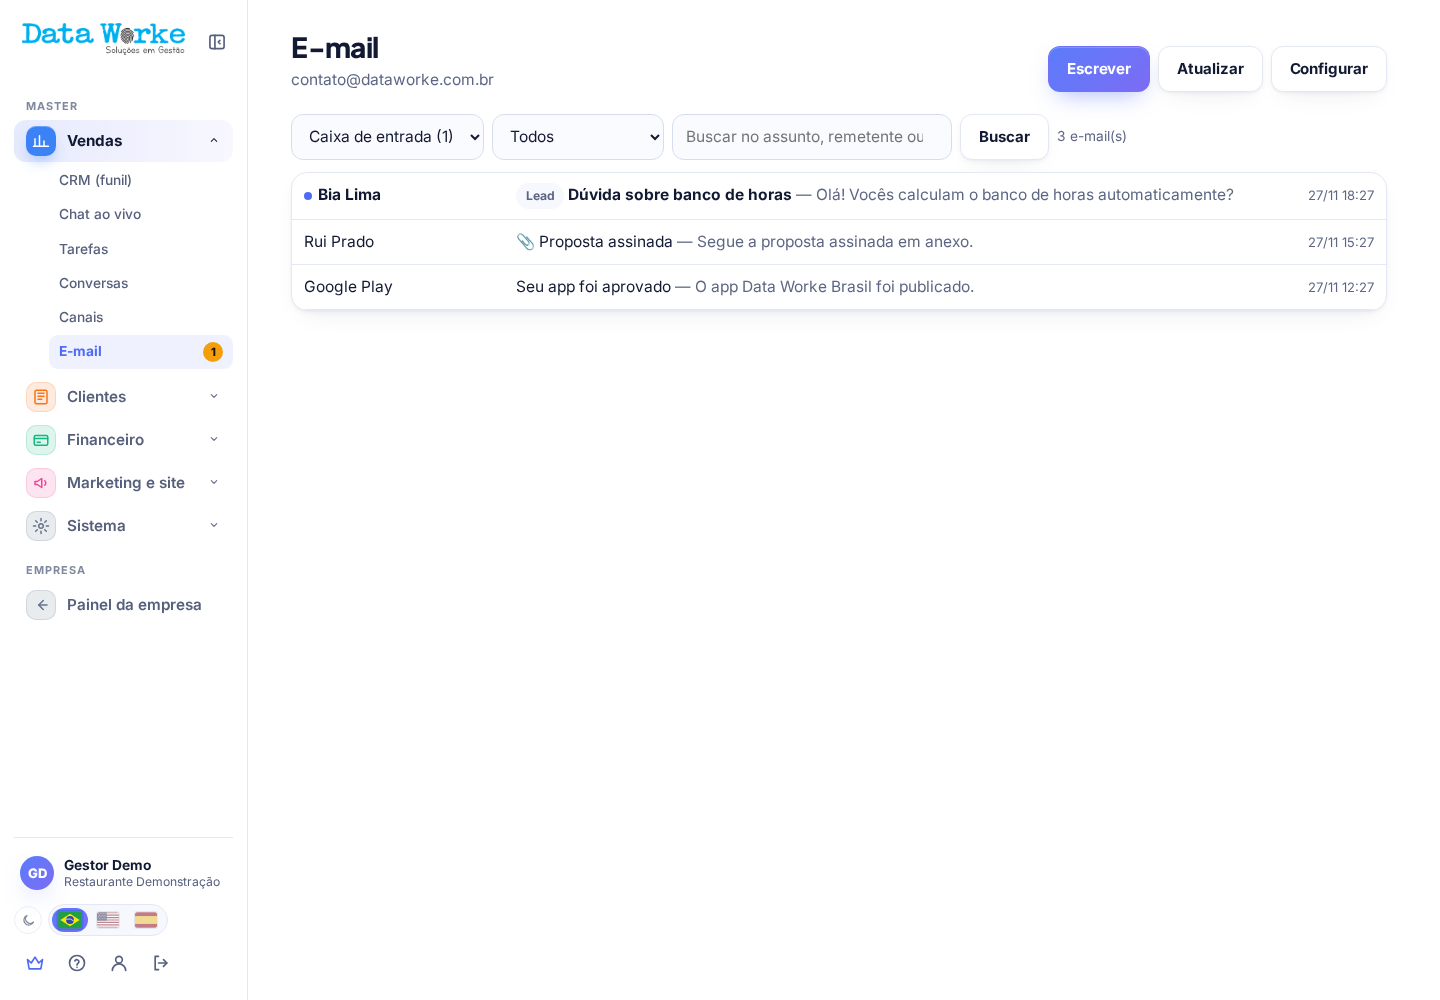 Data Worke
Soluções em Gestão
MASTER
Vendas
CRM (funil)
Chat ao vivo
Tarefas
Conversas
Canais
E-mail 1
Clientes
Financeiro
Marketing e site
Sistema
EMPRESA
Painel da empresa
GD
Gestor Demo
Restaurante Demonstração
E-mail
contato@dataworke.com.br
Escrever Atualizar Configurar
Caixa de entrada (1) Todos Buscar no assunto, remetente ou Buscar 3 e-mail(s)
Bia Lima Lead Dúvida sobre banco de horas — Olá! Vocês calculam o banco de horas automaticamente? 27/11 18:27
Rui Prado Proposta assinada — Segue a proposta assinada em anexo. 27/11 15:27
Google Play Seu app foi aprovado — O app Data Worke Brasil foi publicado. 27/11 12:27